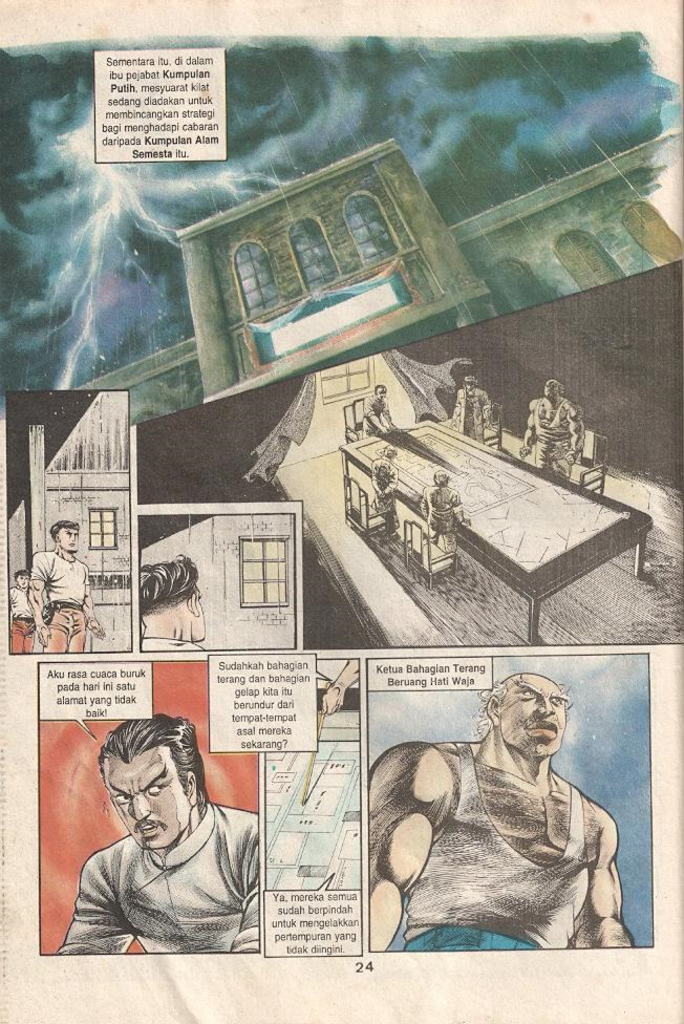 Sementara itu, di dalam
ibu pejabat Kumpulan
Putih, mesyuarat kilat
sedang diadakan untuk
membincangkan strategi
bagi menghadapi cabaran
daripada Kumpulan Alam
Semesta itu.
Aku rasa cuaca buruk
pada hari ini satu
alamat yang tidak
baik!
Sudahkah bahagian
terang dan bahagian
gelap kita itu
berundur dari
tempat-tempat
asal mereka
sekarang?
Ya, mereka semua
sudah berpindah
untuk mengelakkan
pertempuran yang
tidak diingini.
Ketua Bahagian Terang
Beruang Hati Waja
24